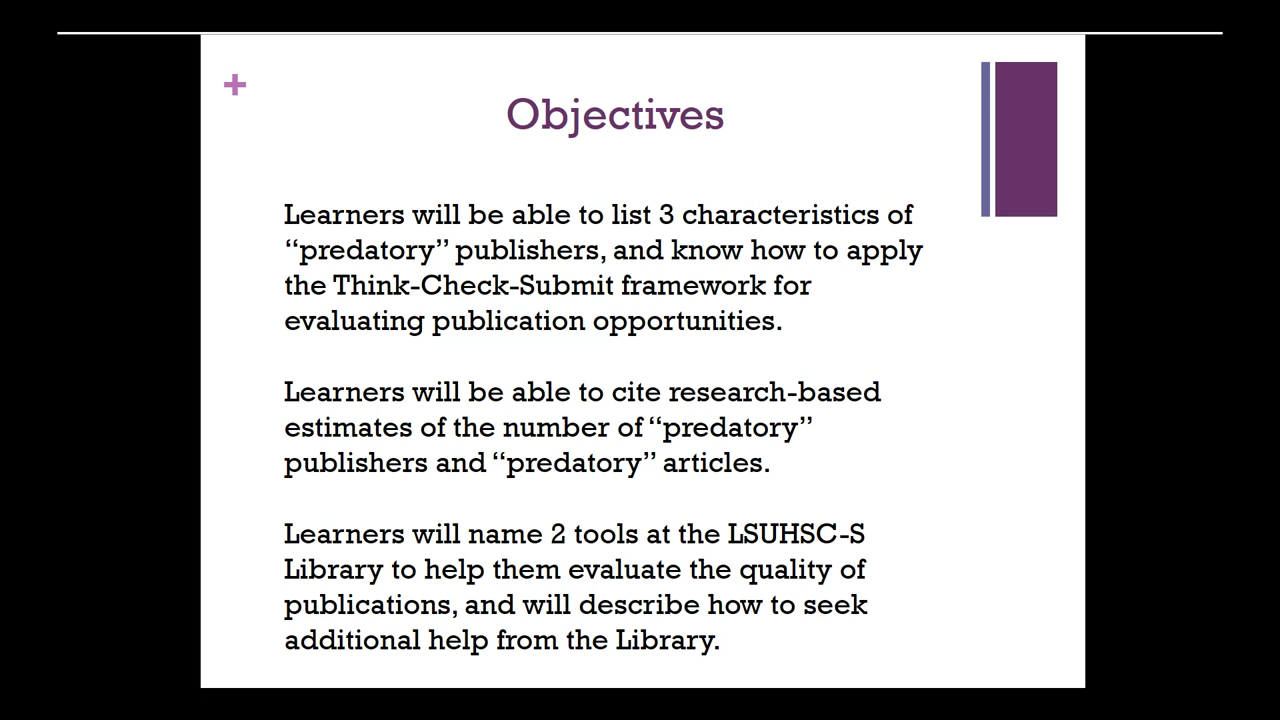 +
Objectives
Learners will be able to list 3 characteristics of
“predatory” publishers, and know how to apply
the Think-Check-Submit framework for
evaluating publication opportunities.
Learners will be able to cite research-based
estimates of the number of “predatory”
publishers and “predatory” articles.
Learners will name 2 tools at the LSUHSC-S
Library to help them evaluate the quality of
publications, and will describe how to seek
additional help from the Library.